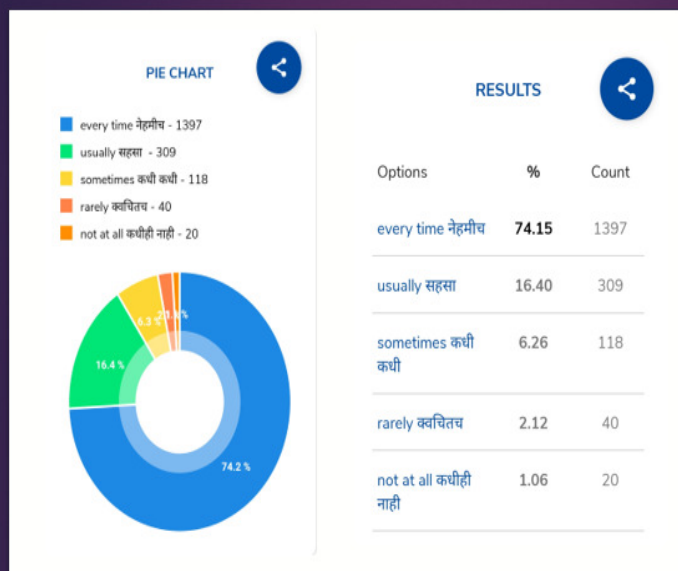 PIE CHART
every time नेहमीच - 1397
usually सहसा - 309
sometimes कधी कधी - 118
rarely क्वचितच - 40
not at all कधीही नाही - 20
6.3 %
16.4 %
74.2 %
RESULTS
Options % Count
every time नेहमीच 74.15 1397
usually सहसा 16.40 309
sometimes कधी 6.26 118
कधी
rarely क्वचितच 2.12 40
not at all कधीही 1.06 20
नाही